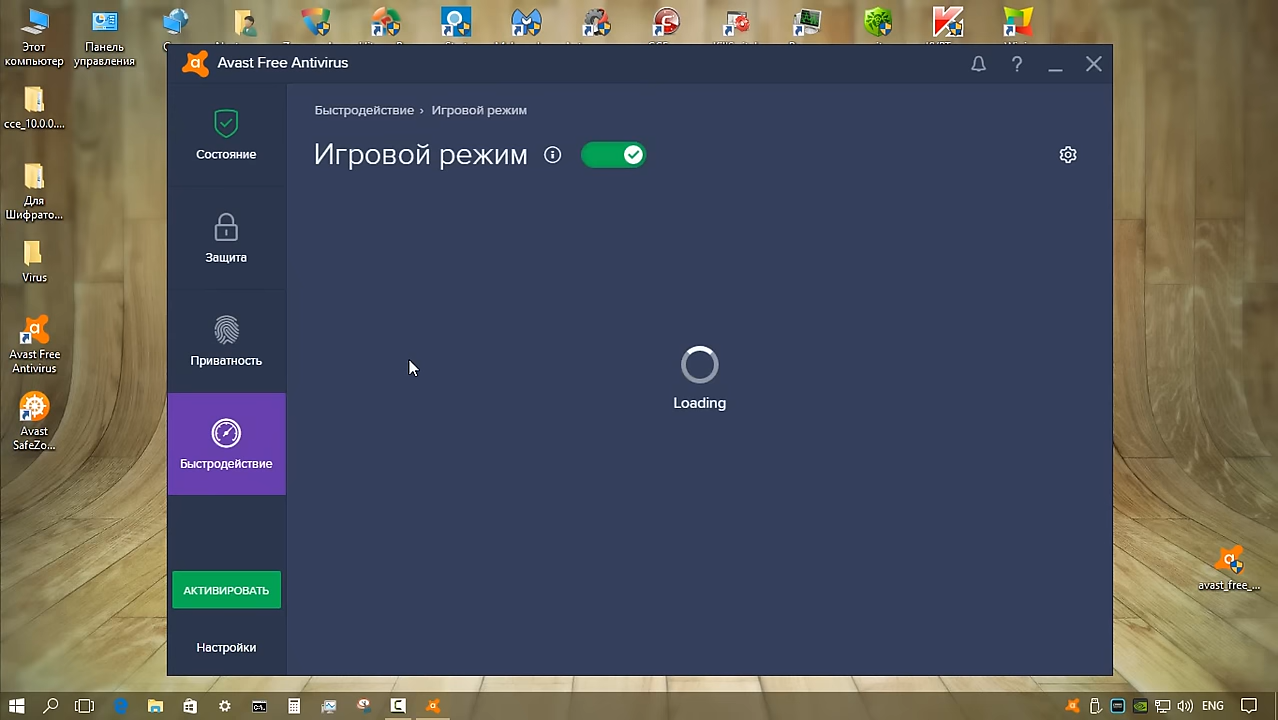 Этот
компьютер
Панель
управления
cce_10.0.0....
Для
Шифрато...
Virus
Avast Free
Antivirus
Avast
SafeZo...
Avast Free Antivirus
Состояние
Защита
Приватность
Быстродействие
АКТИВИРОВАТЬ
Настройки
Быстродействие › Игровой режим
Игровой режим
Loading
avast_free_...
ENG